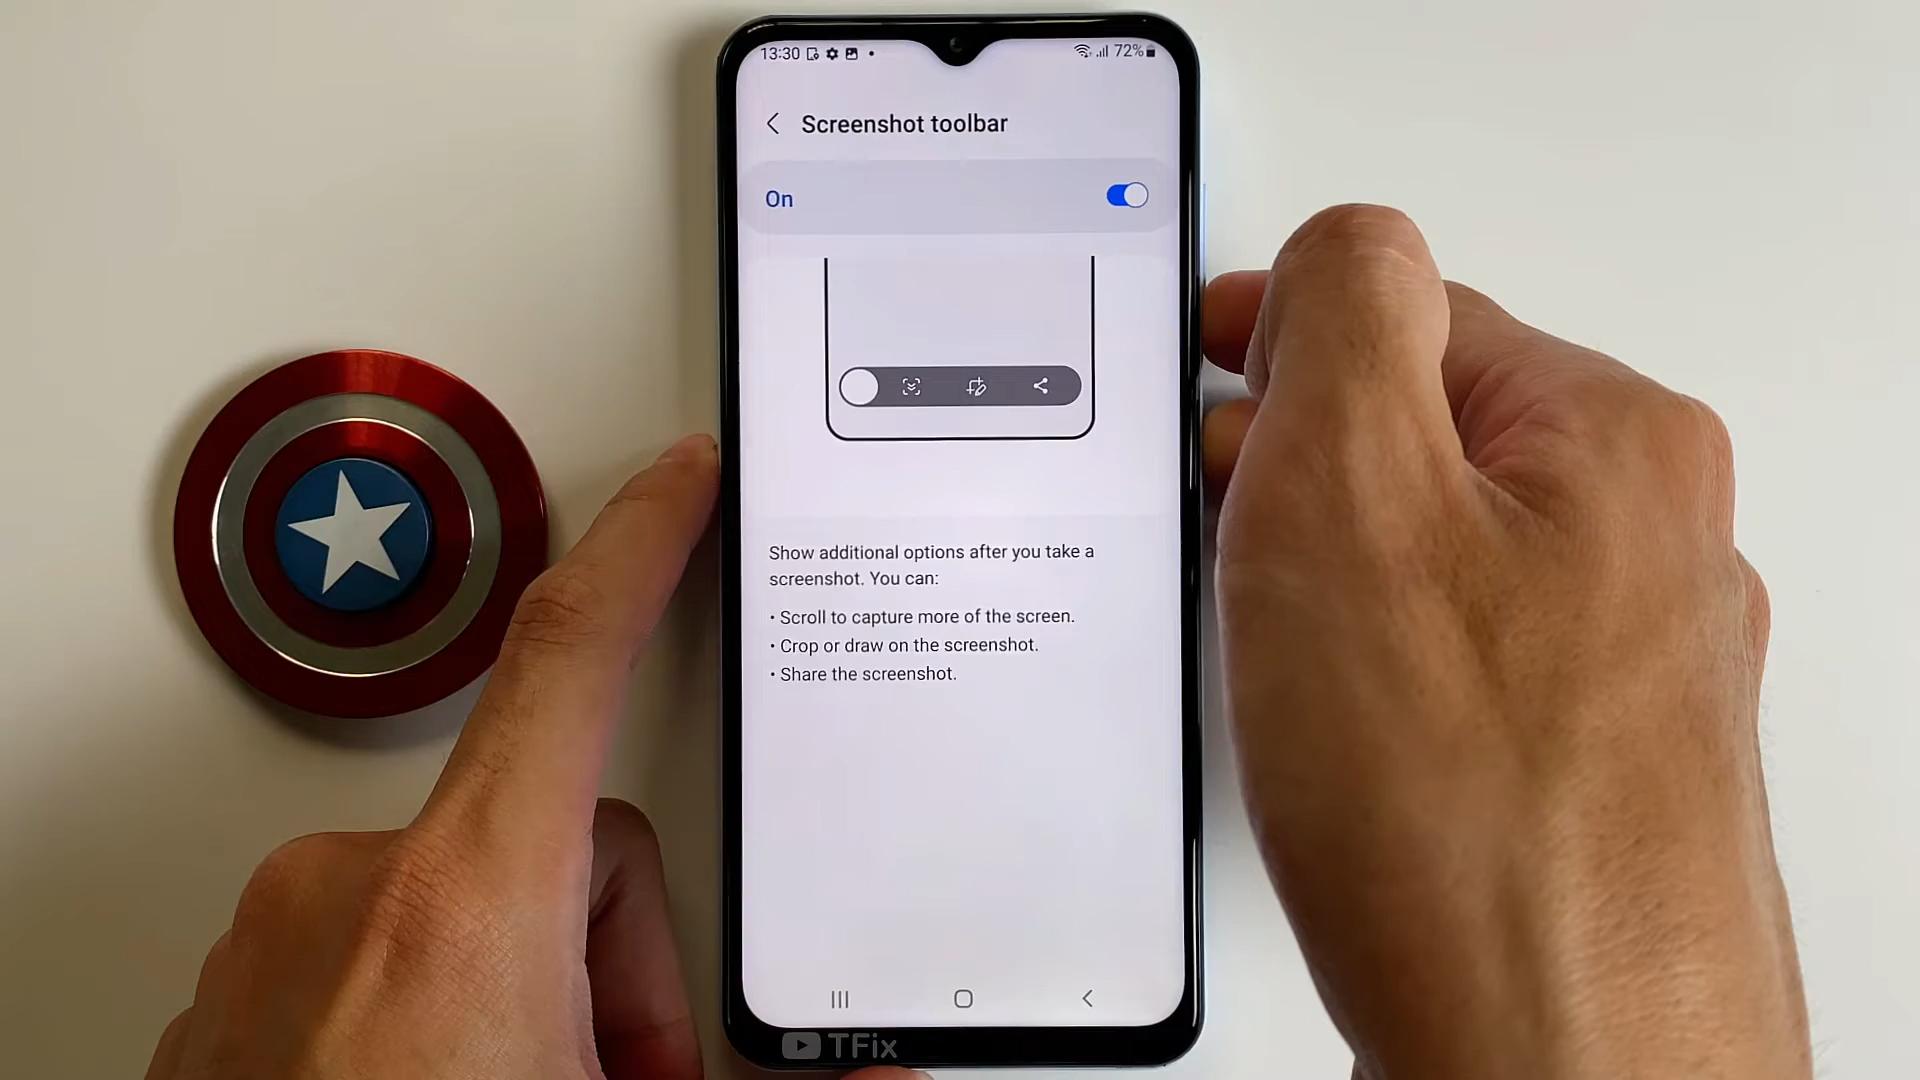 13:30
72%
Screenshot toolbar
On
Show additional options after you take a
screenshot. You can:
• Scroll to capture more of the screen.
• Crop or draw on the screenshot.
• Share the screenshot.
TFix